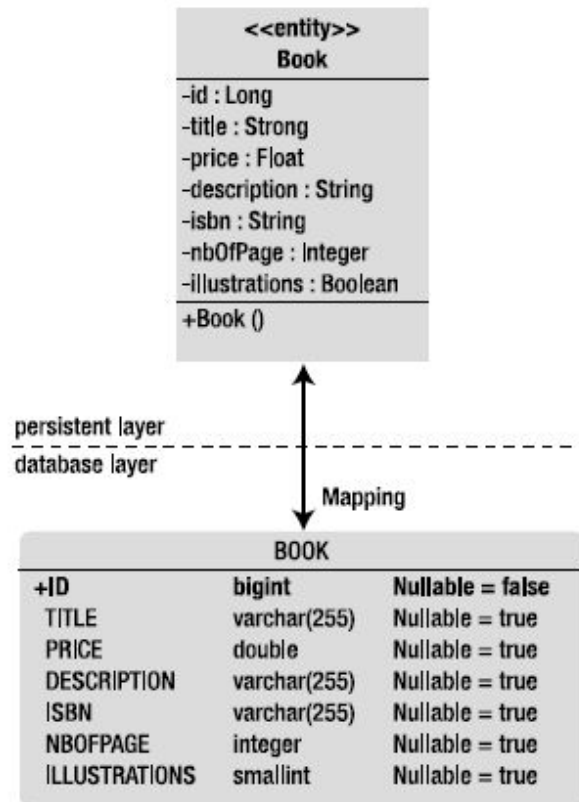 <<entity>>
Book
-id : Long
-title : Strong
-price : Float
-description : String
-isbn : String
-nbOfPage : Integer
-illustrations : Boolean
+Book ()
persistent layer
database layer
Mapping
BOOK
+ID bigint Nullable = false
TITLE varchar(255) Nullable = true
PRICE double Nullable = true
DESCRIPTION varchar(255) Nullable = true
ISBN varchar(255) Nullable = true
NBOFPAGE integer Nullable = true
ILLUSTRATIONS smallint Nullable = true